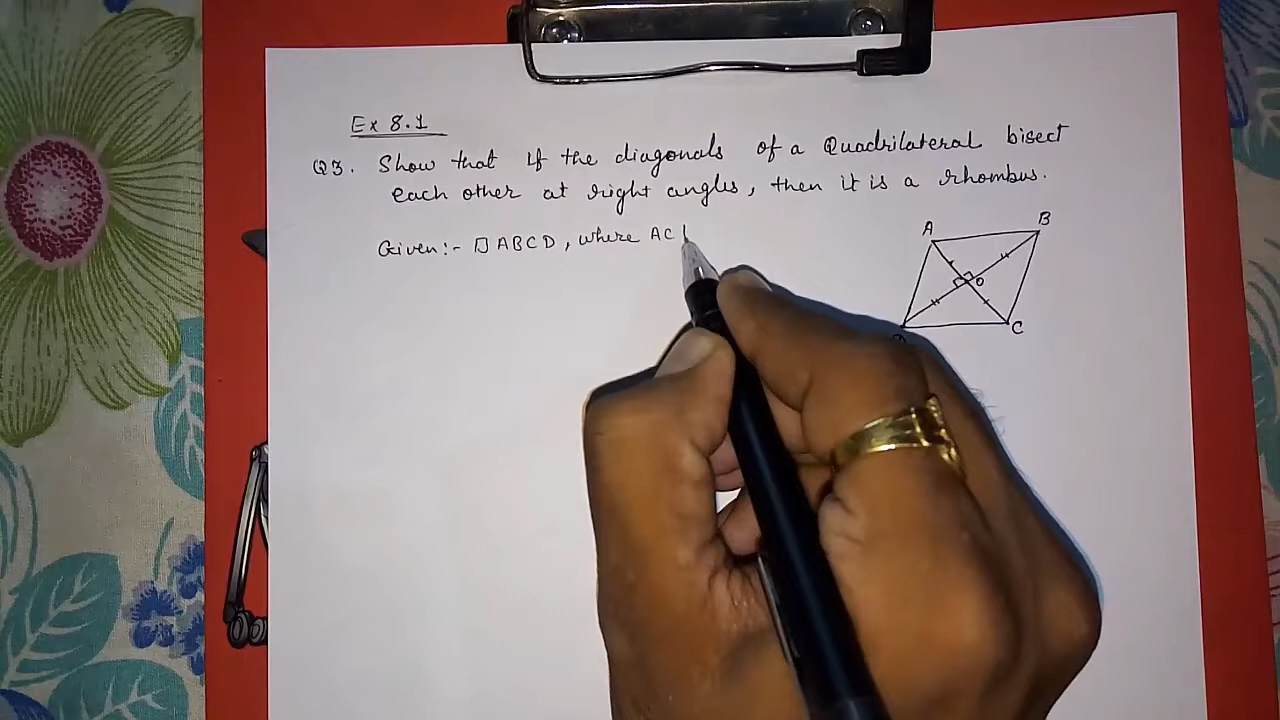 Ex 8.1
Q3. Show that if the diagonals of a Quadrilateral bisect
each other at right angles, then it is a rhombus.
Given:- □ ABCD, where AC
A
B
O
C